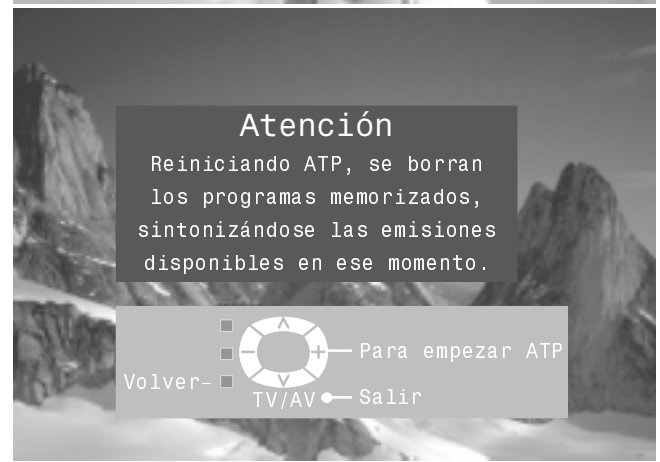 Atención
Reiniciando ATP, se borran
los programas memorizados,
sintonizándose las emisiones
disponibles en ese momento.
Para empezar ATP
Volver
TV/AV
Salir